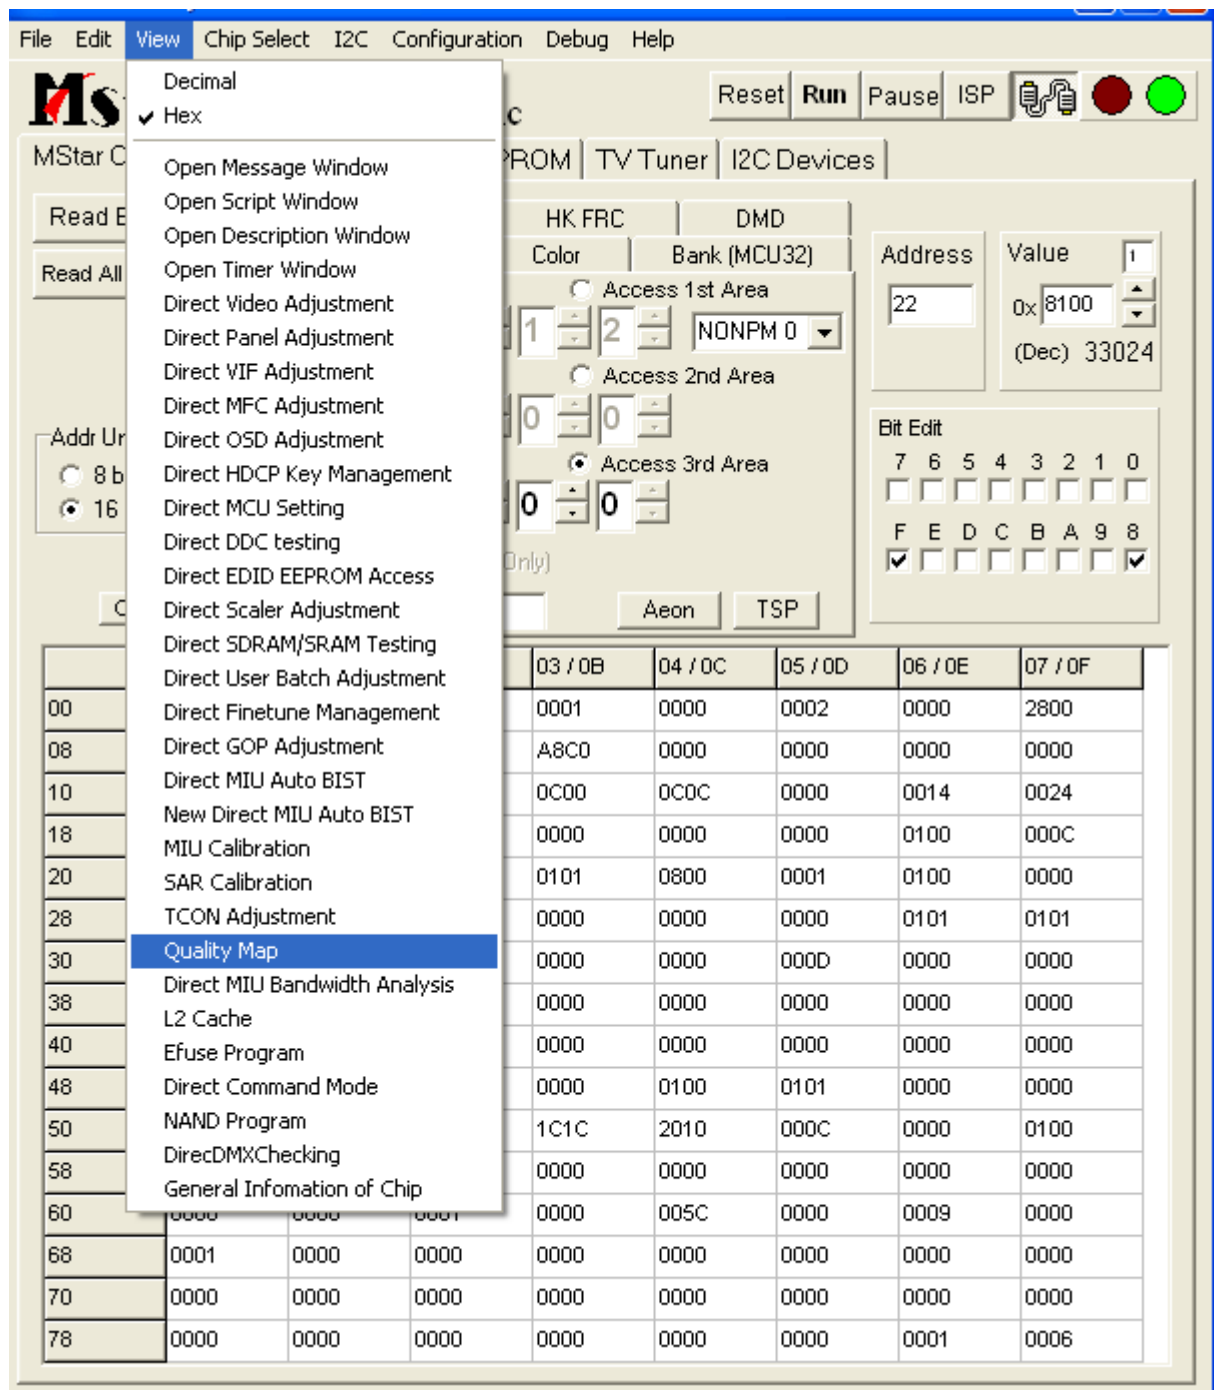 File Edit View Chip Select I2C Configuration Debug Help
Decimal
Hex
Open Message Window
Open Script Window
Open Description Window
Open Timer Window
Direct Video Adjustment
Direct Panel Adjustment
Direct VIF Adjustment
Direct MFC Adjustment
Direct OSD Adjustment
Direct HDCP Key Management
Direct MCU Setting
Direct DDC testing
Direct EDID EEPROM Access
Direct Scaler Adjustment
Direct SDRAM/SRAM Testing
Direct User Batch Adjustment
Direct Finetune Management
Direct GOP Adjustment
Direct MIU Auto BIST
New Direct MIU Auto BIST
MIU Calibration
SAR Calibration
TCON Adjustment
Quality Map
Direct MIU Bandwidth Analysis
L2 Cache
Efuse Program
Direct Command Mode
NAND Program
DirecDMXChecking
General Infomation of Chip
Reset Run Pause ISP
MStar TV Tuner I2C Devices
Read HK FRC DMD
Read All Color Bank (MCU32)
Access 1st Area
1 2 NONPM 0
Access 2nd Area
0 0
Access 3rd Area
0 0
Addr
8
16
Only)
Aeon TSP
Address
22
Value 1
0x 8100
(Dec) 33024
Bit Edit
7 6 5 4 3 2 1 0
F E D C B A 9 8
03 / 0B 04 / 0C 05 / 0D 06 / 0E 07 / 0F
00 0001 0000 0002 0000 2800
08 A8C0 0000 0000 0000 0000
10 0C00 0C0C 0000 0014 0024
18 0000 0000 0000 0100 000C
20 0101 0800 0001 0100 0000
28 0000 0000 0000 0101 0101
30 0000 0000 000D 0000 0000
38 0000 0000 0000 0000 0000
40 0000 0000 0000 0000 0000
48 0000 0100 0101 0000 0000
50 1C1C 2010 000C 0000 0100
58 0000 0000 0000 0000 0000
60 0000 0000 0001 0000 005C 0000 0009 0000
68 0001 0000 0000 0000 0000 0000 0000 0000
70 0000 0000 0000 0000 0000 0000 0000 0000
78 0000 0000 0000 0000 0000 0000 0001 0006